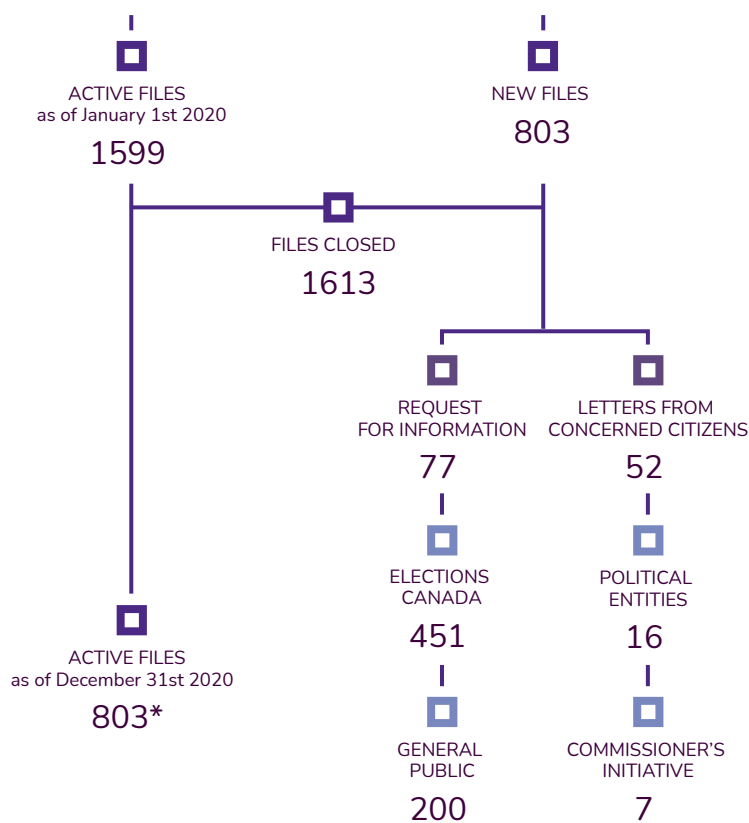 ACTIVE FILES
as of January 1st 2020
1599
NEW FILES
803
FILES CLOSED
1613
REQUEST
FOR INFORMATION
77
LETTERS FROM
CONCERNED CITIZENS
52
ELECTIONS
CANADA
451
POLITICAL
ENTITIES
16
ACTIVE FILES
as of December 31st 2020
803*
GENERAL
PUBLIC
200
COMMISSIONER'S
INITIATIVE
7